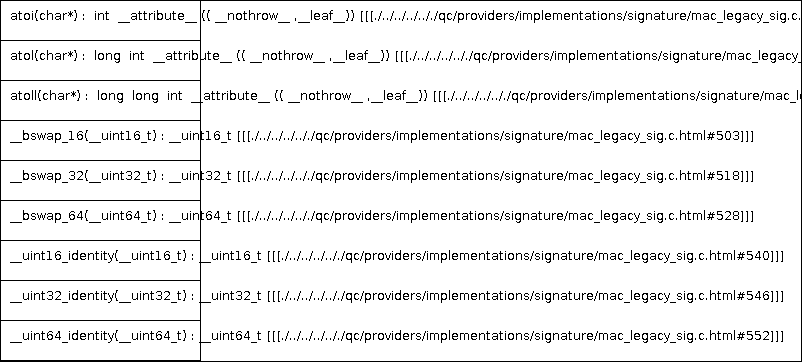 atoi(char*) : int __attribute__ (( __nothrow__ ,__leaf__)) [[[./../../../../qc/providers/implementations/signature/mac_legacy_sig.c.
atol(char*) : long int __attribute__ (( __nothrow__ ,__leaf__)) [[[./../../../../qc/providers/implementations/signature/mac_legacy_
atoll(char*) : long long int __attribute__ (( __nothrow__ ,__leaf__)) [[[./../../../../qc/providers/implementations/signature/mac_l
__bswap_16(__uint16_t) : __uint16_t [[[./../../../../qc/providers/implementations/signature/mac_legacy_sig.c.html#503]]]
__bswap_32(__uint32_t) : __uint32_t [[[./../../../../qc/providers/implementations/signature/mac_legacy_sig.c.html#518]]]
__bswap_64(__uint64_t) : __uint64_t [[[./../../../../qc/providers/implementations/signature/mac_legacy_sig.c.html#528]]]
__uint16_identity(__uint16_t) : __uint16_t [[[./../../../../qc/providers/implementations/signature/mac_legacy_sig.c.html#540]]]
__uint32_identity(__uint32_t) : __uint32_t [[[./../../../../qc/providers/implementations/signature/mac_legacy_sig.c.html#546]]]
__uint64_identity(__uint64_t) : __uint64_t [[[./../../../../qc/providers/implementations/signature/mac_legacy_sig.c.html#552]]]